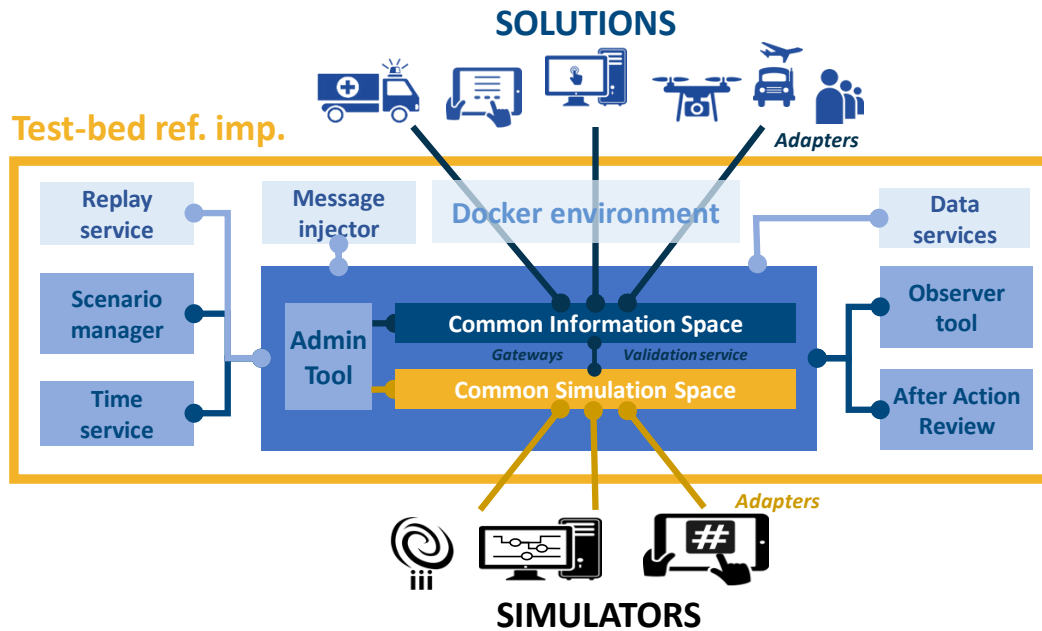 SOLUTIONS
Test-bed ref. imp.
Adapters
Replay
service
Message
injector
Docker environment
Data
services
Scenario
manager
Admin
Tool
Common Information Space
Gateways
Validation service
Common Simulation Space
Observer
tool
Time
service
After Action
Review
Adapters
#
iii
SIMULATORS